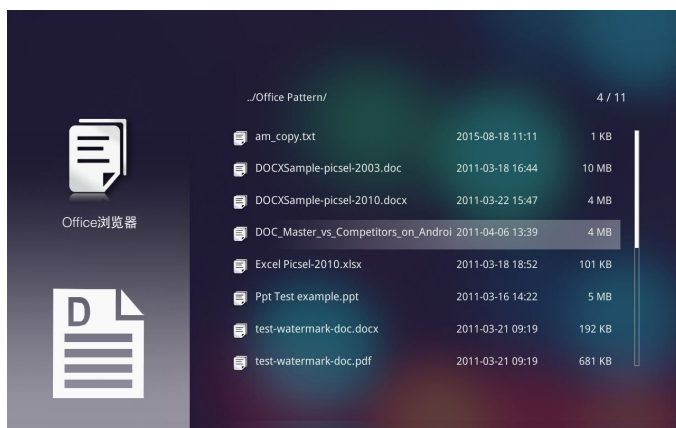 ../Office Pattern/ 4 / 11
am_copy.txt 2015-08-18 11:11 1 KB
DOCXSample-picsel-2003.doc 2011-03-18 16:44 10 MB
DOCXSample-picsel-2010.docx 2011-03-22 15:47 4 MB
Office浏览器
DOC_Master_vs_Competitors_on_Androi 2011-04-06 13:39 4 MB
Excel Picsel-2010.xlsx 2011-03-18 18:52 101 KB
Ppt Test example.ppt 2011-03-16 14:22 5 MB
D
test-watermark-doc.docx 2011-03-21 09:19 192 KB
test-watermark-doc.pdf 2011-03-21 09:19 681 KB